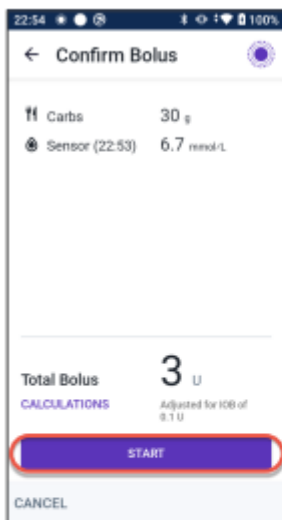 22:54 100%
← Confirm Bolus
Carbs 30 g
Sensor (22:53) 6.7 mmol/L
Total Bolus 3 U
CALCULATIONS Adjusted for IOB of
0.1 U
START
CANCEL